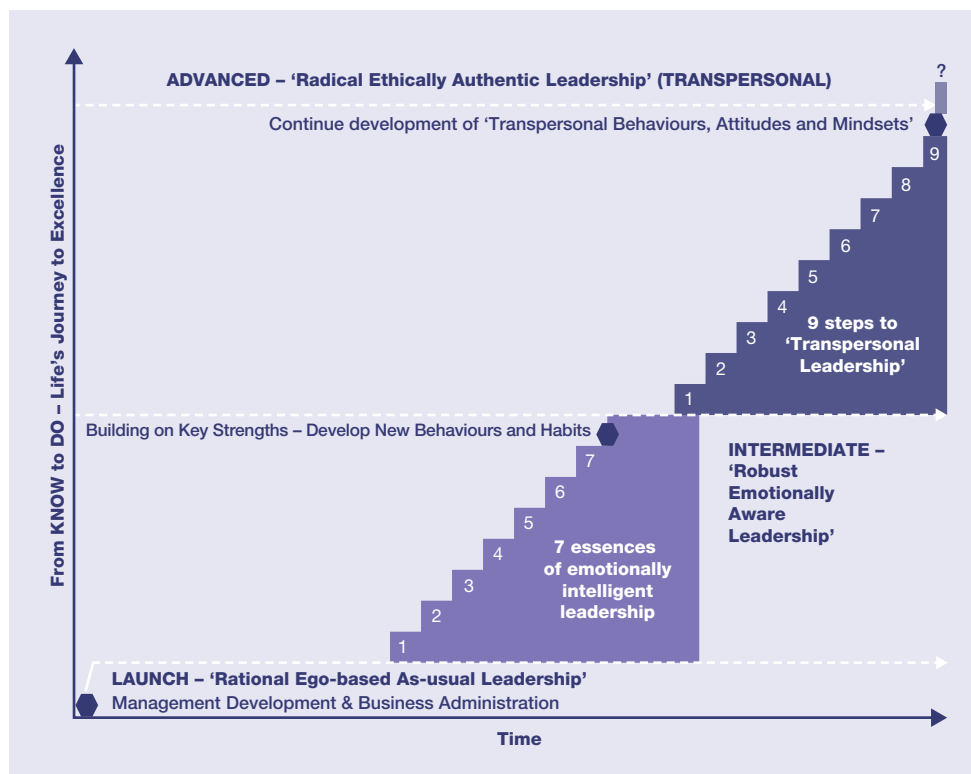 ?
ADVANCED – ‘Radical Ethically Authentic Leadership’ (TRANSPERSONAL)
Continue development of ‘Transpersonal Behaviours, Attitudes and Mindsets’
9
8
7
6
5
4
3
2
1
9 steps to
‘Transpersonal
Leadership’
From KNOW to DO – Life’s Journey to Excellence
Building on Key Strengths – Develop New Behaviours and Habits
INTERMEDIATE –
‘Robust
Emotionally
Aware
Leadership’
7
6
5
4
3
2
1
7 essences
of emotionally
intelligent
leadership
LAUNCH – ‘Rational Ego-based As-usual Leadership’
Management Development & Business Administration
Time